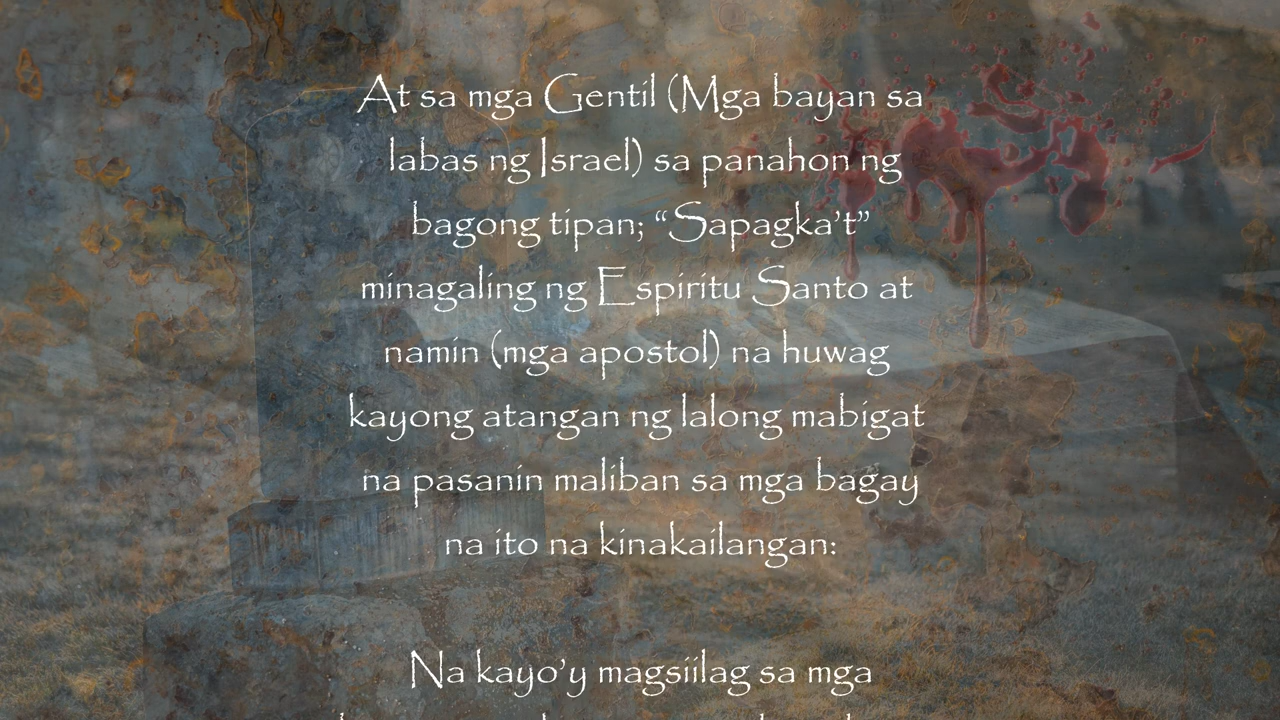 At sa mga Gentil (Mga bayan sa
labas ng Israel) sa panahon ng
bagong tipan; “Sapagka’t”
minagaling ng Espiritu Santo at
namin (mga apostol) na huwag
kayong atangan ng lalong mabigat
na pasanin maliban sa mga bagay
na ito na kinakailangan:
Na kayo’y magsiilag sa mga